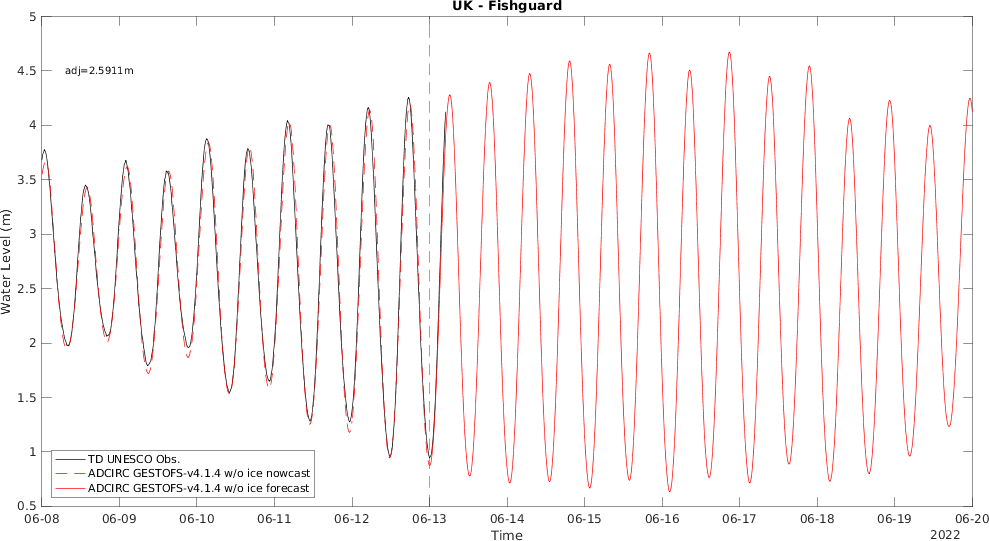 UK - Fishguard
adj=2.5911m
Water Level (m)
5
4.5
4
3.5
3
2.5
2
1.5
1
0.5
TD UNESCO Obs.
ADCIRC GESTOFS-v4.1.4 w/o ice nowcast
ADCIRC GESTOFS-v4.1.4 w/o ice forecast
06-08 06-09 06-10 06-11 06-12 06-13 06-14 06-15 06-16 06-17 06-18 06-19 06-20
Time
2022